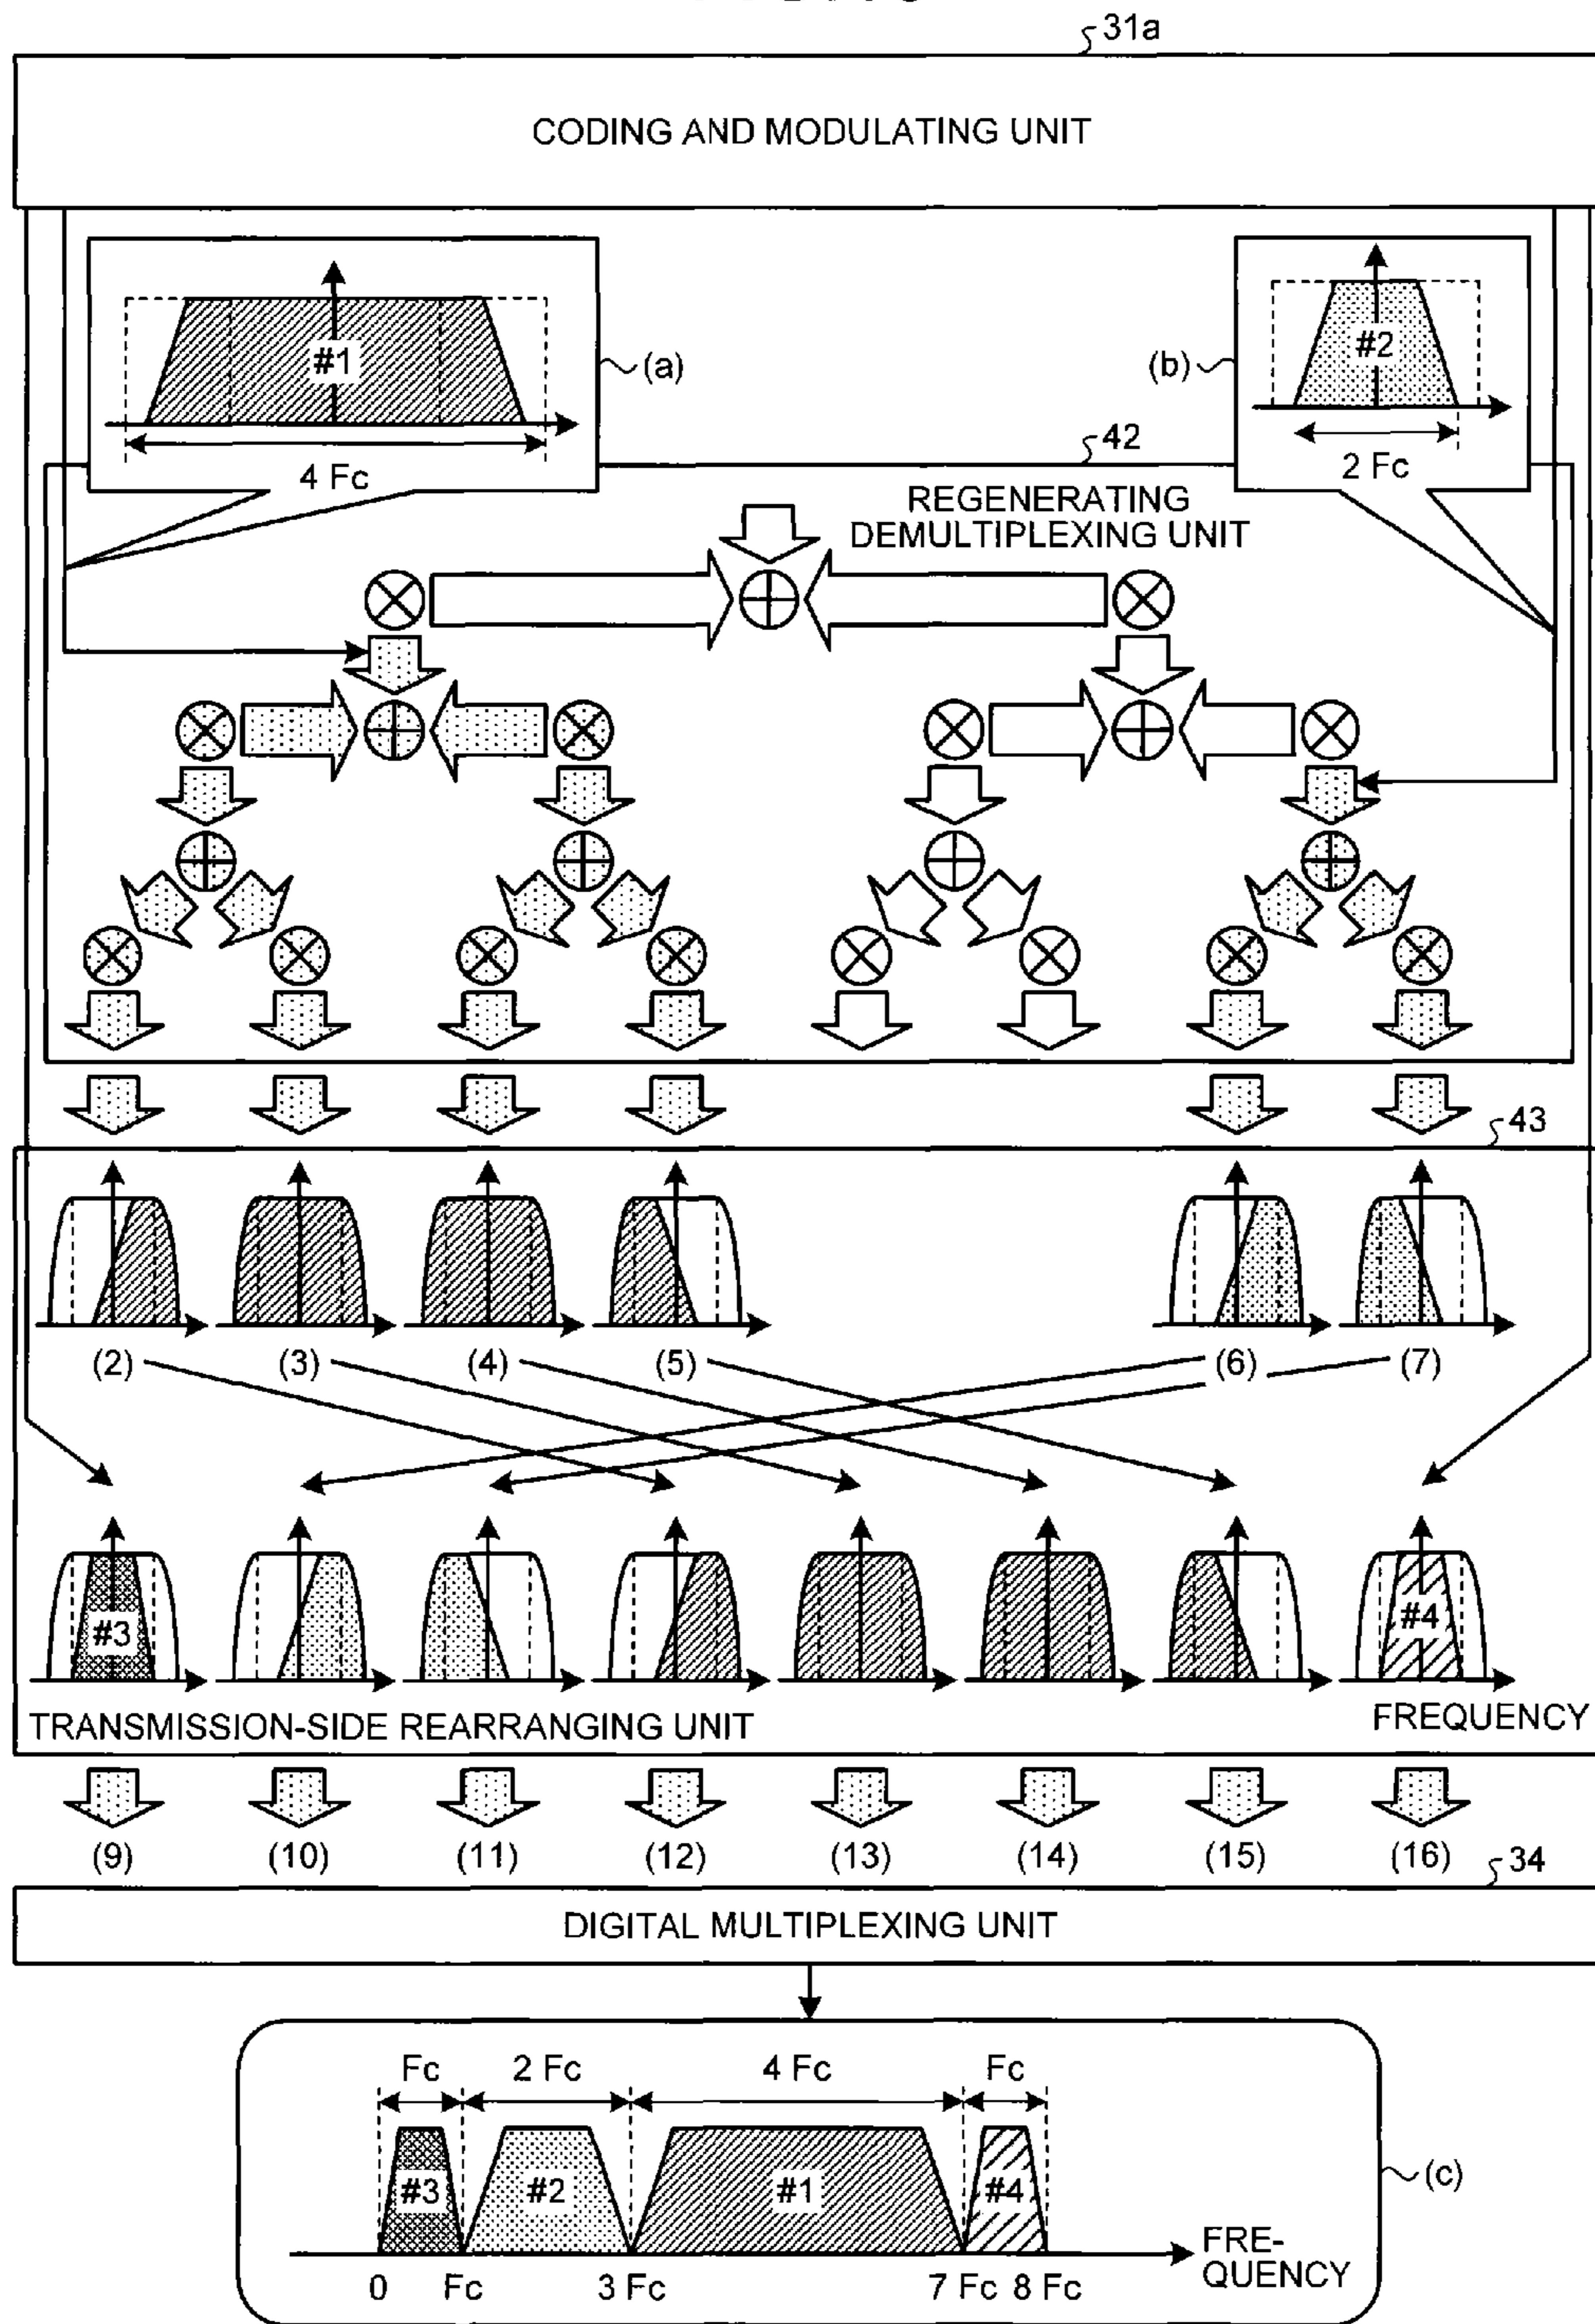 31a
CODING AND MODULATING UNIT
#1
(a)
4 Fc
#2
(b)
2 Fc
42
REGENERATING
DEMULTIPLEXING UNIT
43
(2) (3) (4) (5) (6) (7)
#3
#4
TRANSMISSION-SIDE REARRANGING UNIT
FREQUENCY
(9) (10) (11) (12) (13) (14) (15) (16)
34
DIGITAL MULTIPLEXING UNIT
Fc 2 Fc 4 Fc Fc
#3 #2 #1 #4
(c)
FRE-
QUENCY
0 Fc 3 Fc 7 Fc 8 Fc